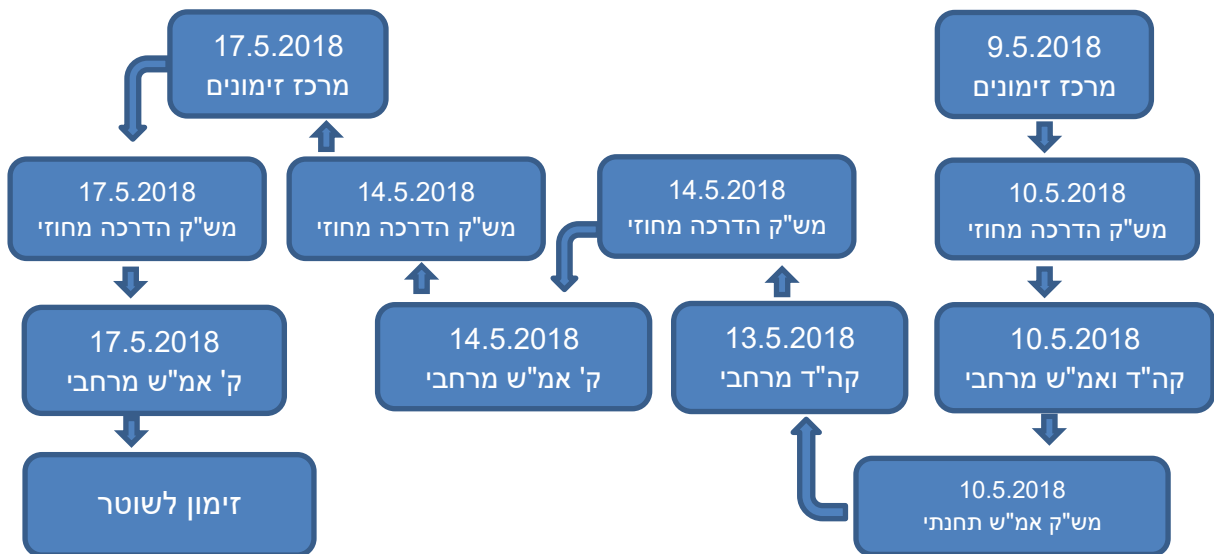 9.5.2018
מרכז זימונים
10.5.2018
מש"ק הדרכה מחוזי
10.5.2018
קה"ד ואמ"ש מרחבי
10.5.2018
מש"ק אמ"ש תחנתי
13.5.2018
קה"ד מרחבי
14.5.2018
מש"ק הדרכה מחוזי
14.5.2018
ק' אמ"ש מרחבי
14.5.2018
מש"ק הדרכה מחוזי
17.5.2018
מרכז זימונים
17.5.2018
מש"ק הדרכה מחוזי
17.5.2018
ק' אמ"ש מרחבי
זימון לשוטר